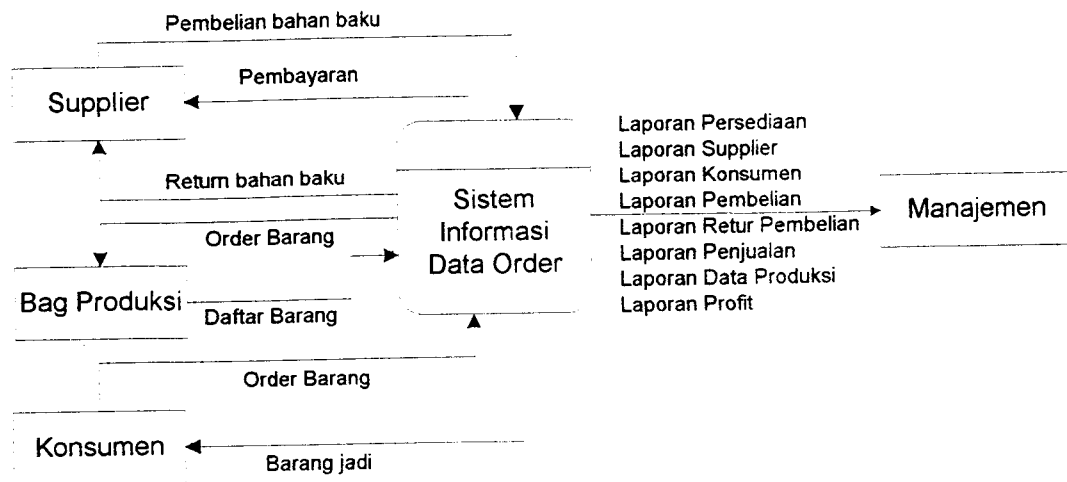 Pembelian bahan baku
Pembayaran
Supplier
Return bahan baku
Order Barang
Bag Produksi
Daftar Barang
Order Barang
Konsumen
Barang jadi
Sistem
Informasi
Data Order
Laporan Persediaan
Laporan Supplier
Laporan Konsumen
Laporan Pembelian
Laporan Retur Pembelian
Laporan Penjualan
Laporan Data Produksi
Laporan Profit
Manajemen